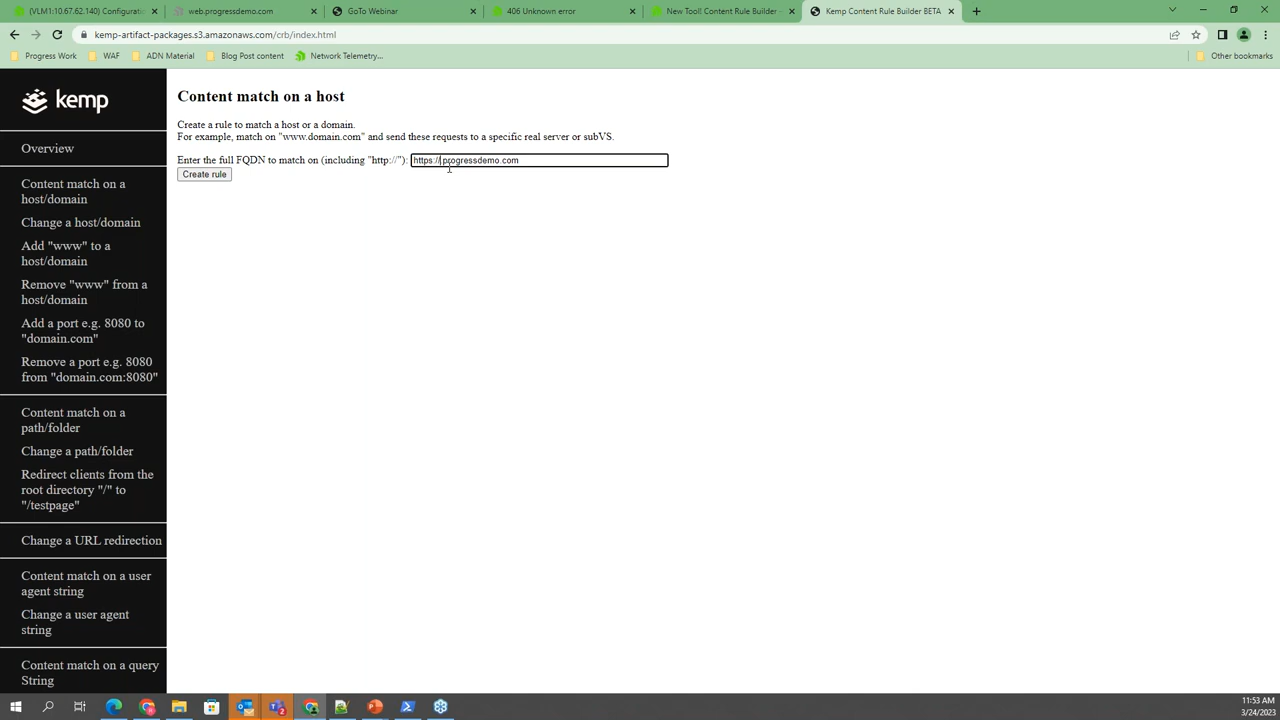 (VLM1:10.67.62.140) Configurati
web.progressdemo.com
GoTo Webinar
406 Unknown error
New Tool! Content Rule Builder -
Kemp Content Rule Builder BETA
kemp-artifact-packages.s3.amazonaws.com/crb/index.html
Progress Work
WAF
ADN Material
Blog Post content
Network Telemetry...
Other bookmarks
kemp
Overview
Content match on a
host/domain
Change a host/domain
Add "www" to a
host/domain
Remove "www" from a
host/domain
Add a port e.g. 8080 to
"domain.com"
Remove a port e.g. 8080
from "domain.com:8080"
Content match on a
path/folder
Change a path/folder
Redirect clients from the
root directory "/" to
"/testpage"
Change a URL redirection
Content match on a user
agent string
Change a user agent
string
Content match on a query
String
Content match on a host
Create a rule to match a host or a domain.
For example, match on "www.domain.com" and send these requests to a specific real server or subVS.
Enter the full FQDN to match on (including "http://"): https://.progressdemo.com
Create rule
11:53 AM
3/24/2023